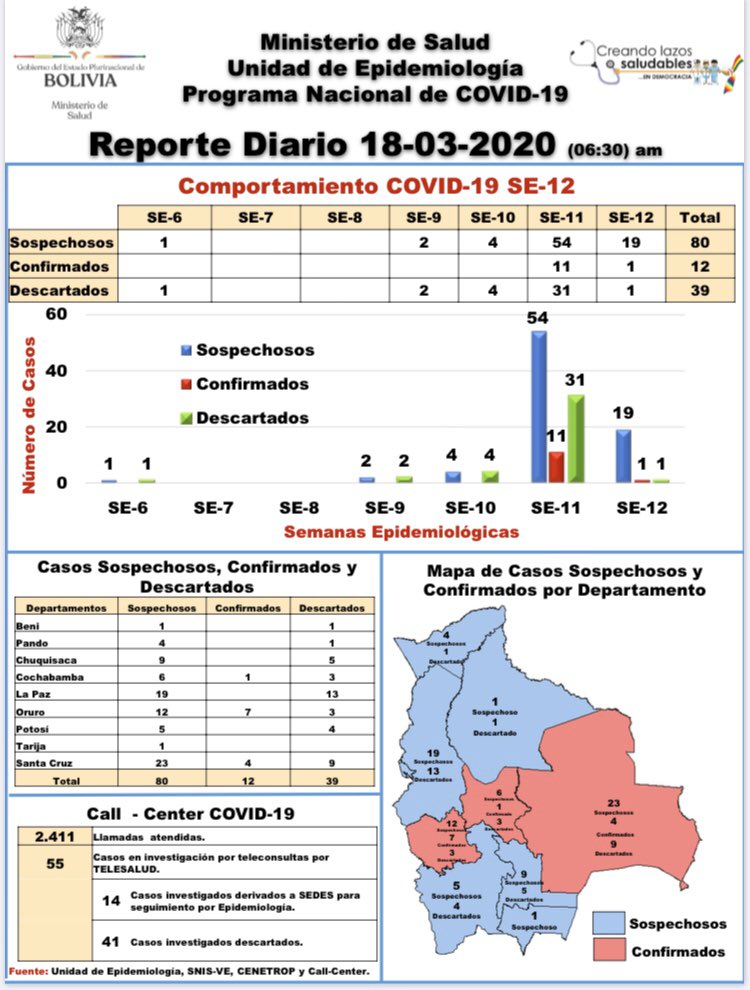 Gobierno del Estado Plurinacional de
BOLIVIA
Ministerio de
Salud
Ministerio de Salud
Unidad de Epidemiología
Programa Nacional de COVID-19
Creando lazos
saludables
...EN DEMOCRACIA
Reporte Diario 18-03-2020 (06:30) am
Comportamiento COVID-19 SE-12
SE-6 SE-7 SE-8 SE-9 SE-10 SE-11 SE-12 Total
Sospechosos 1 2 4 54 19 80
Confirmados 11 1 12
Descartados 1 2 4 31 1 39
Número de Casos
60
40
20
0
Sospechosos
Confirmados
Descartados
1 1 2 2 4 4 54 11 31 19 1 1
SE-6 SE-7 SE-8 SE-9 SE-10 SE-11 SE-12
Semanas Epidemiológicas
Casos Sospechosos, Confirmados y
Descartados
Departamentos Sospechosos Confirmados Descartados
Beni 1 1
Pando 4 1
Chuquisaca 9 5
Cochabamba 6 1 3
La Paz 19 13
Oruro 12 7 3
Potosí 5 4
Tarija 1
Santa Cruz 23 4 9
Total 80 12 39
Call - Center COVID-19
2.411 Llamadas atendidas.
55 Casos en investigación por teleconsultas por
TELESALUD.
14 Casos investigados derivados a SEDES para
seguimiento por Epidemiología.
41 Casos investigados descartados.
Fuente: Unidad de Epidemiología, SNIS-VE, CENETROP y Call-Center.
Mapa de Casos Sospechosos y
Confirmados por Departamento
4
Sospechosos
1
Descartado
1
Sospechoso
1
Descartado
19
Sospechosos
13
Descartados
6
Sospechosos
1
Confirmado
3
Descartados
23
Sospechosos
4
Confirmados
9
Descartados
12
Sospechosos
7
Confirmados
3
Descartados
9
Sospechosos
5
Descartados
5
Sospechosos
4
Descartados
1
Sospechoso
Sospechosos
Confirmados